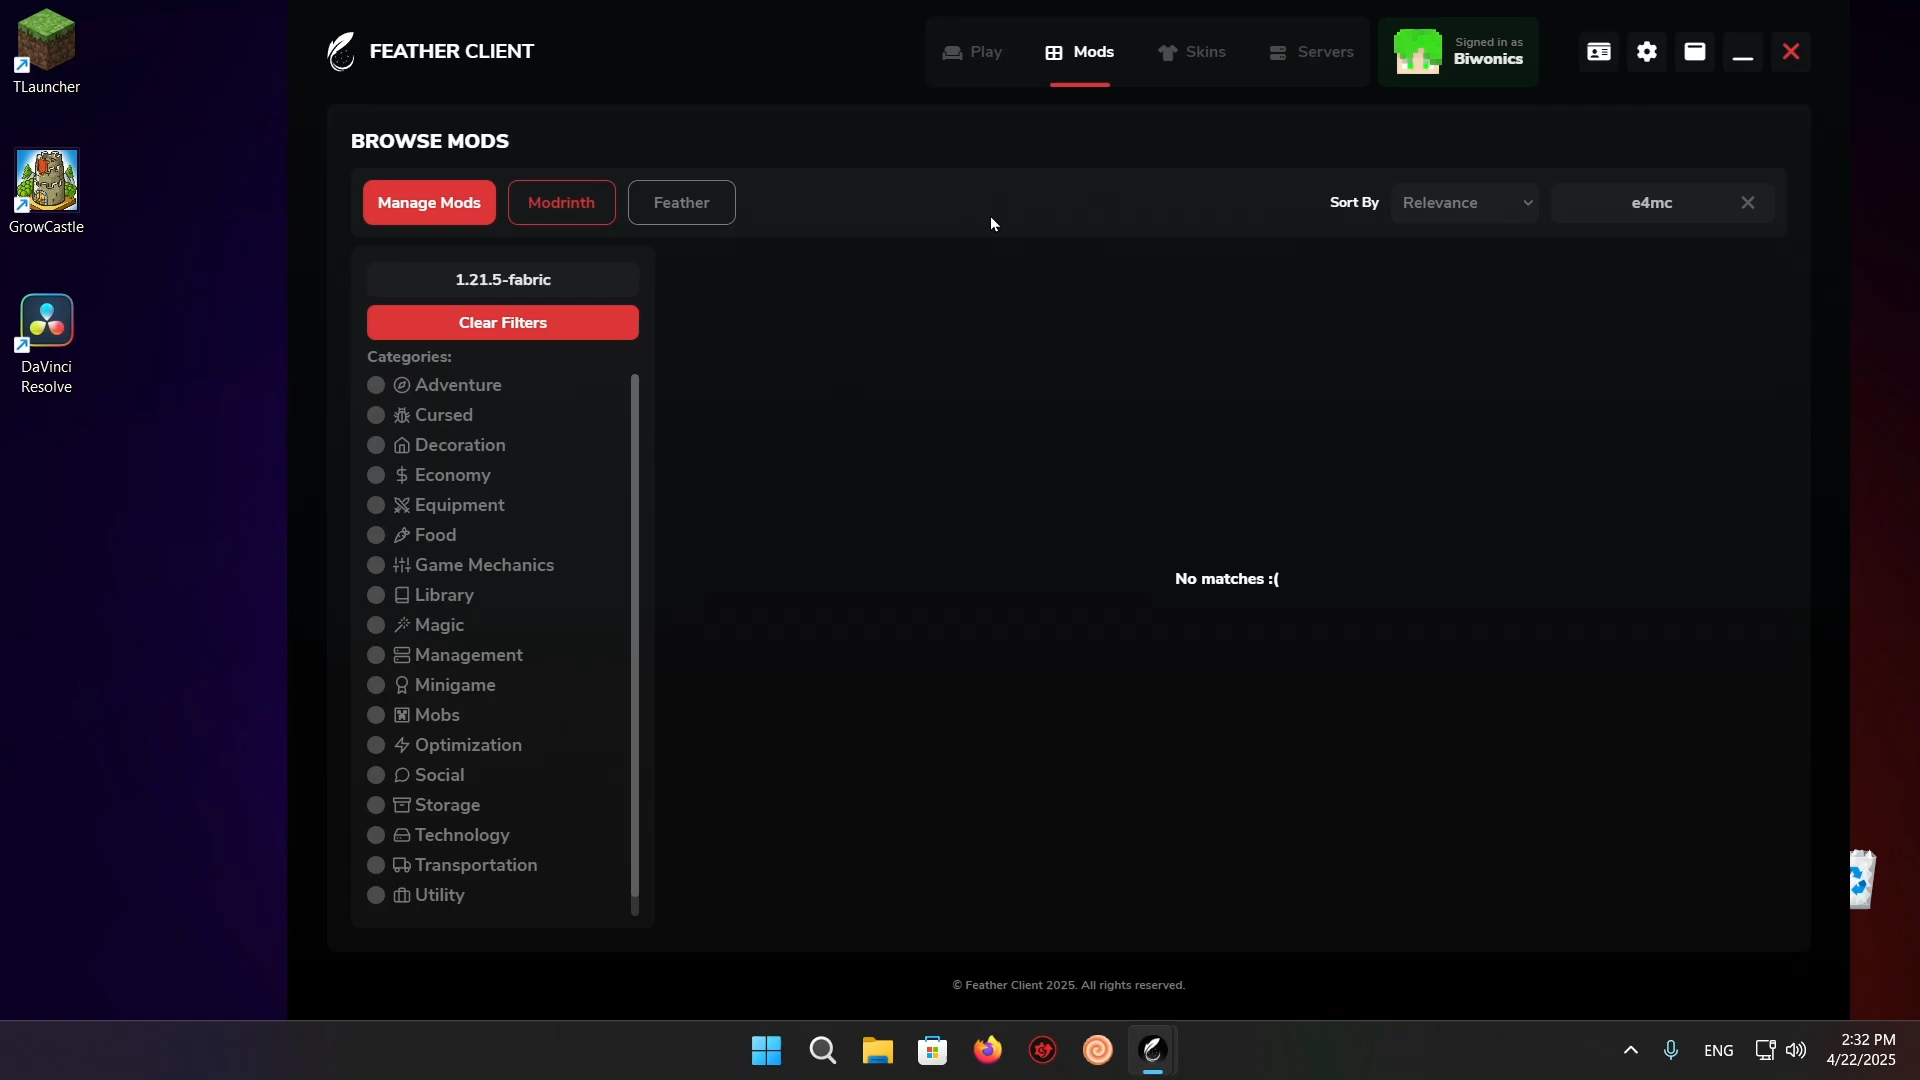 TLauncher
GrowCastle
DaVinci
Resolve
FEATHER CLIENT
Play
Mods
Skins
Servers
Signed in as
Biwonics
BROWSE MODS
Manage Mods
Modrinth
Feather
Sort By
Relevance
e4mc
1.21.5-fabric
Clear Filters
Categories:
Adventure
Cursed
Decoration
Economy
Equipment
Food
Game Mechanics
Library
Magic
Management
Minigame
Mobs
Optimization
Social
Storage
Technology
Transportation
Utility
No matches :(
© Feather Client 2025. All rights reserved.
ENG
2:32 PM
4/22/2025